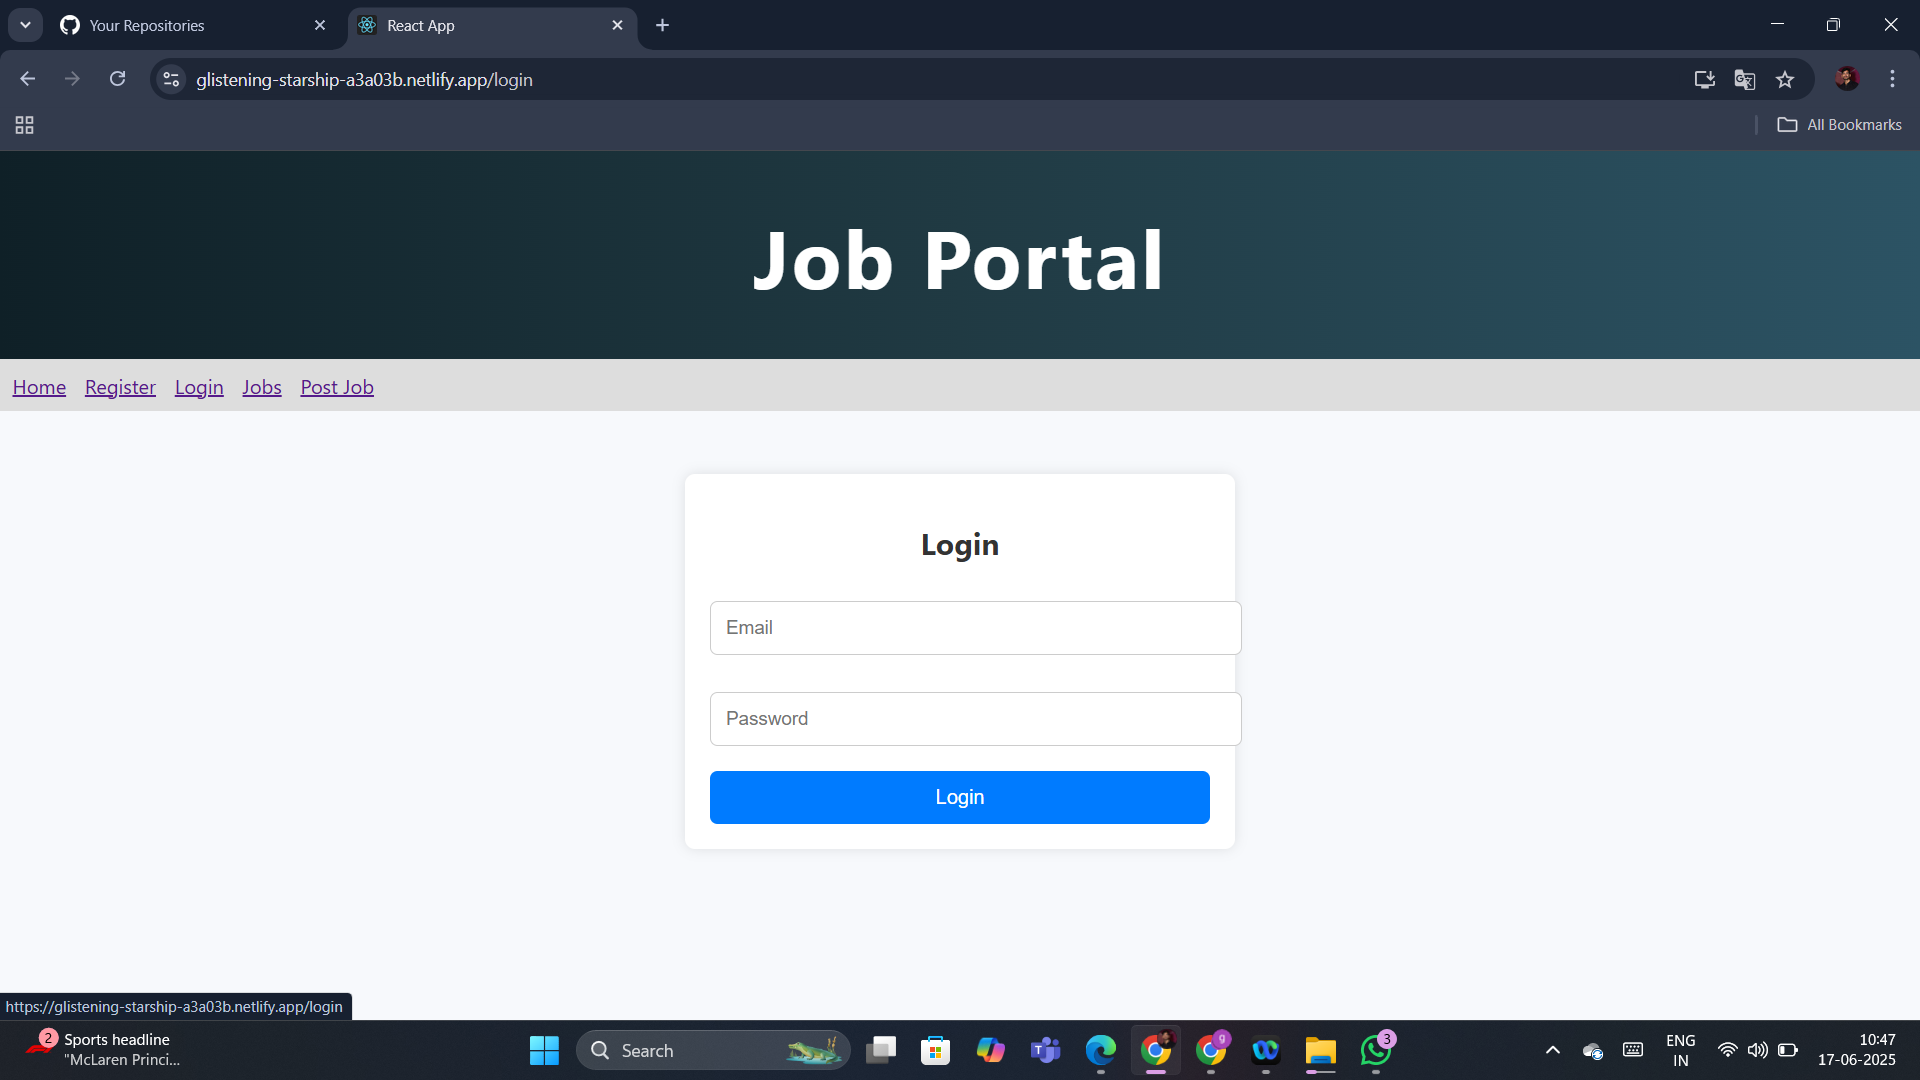 Your Repositories
React App
glistening-starship-a3a03b.netlify.app/login
All Bookmarks
Job Portal
Home Register Login Jobs Post Job
Login
Email
Password
Login
https://glistening-starship-a3a03b.netlify.app/login
2
Sports headline
"McLaren Princi...
Search
T
g
3
ENG
IN
10:47
17-06-2025